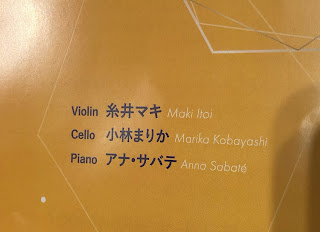 Violin 糸井マキ Maki Itoi
Cello 小林まりか Marika Kobayashi
Piano アナ・サバテ Anna Sabaté